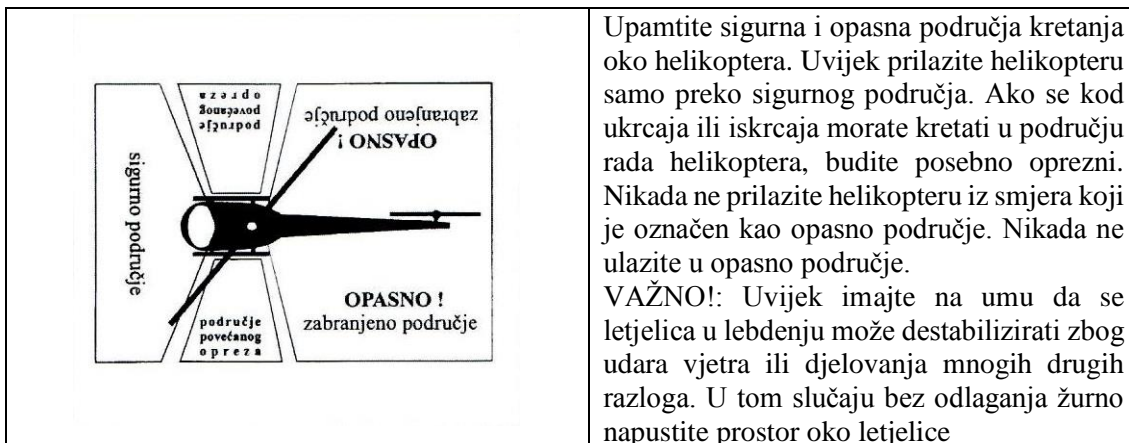 područje
povećanog
opreza
zabranjeno područje
OPASNO !
sigurno područje
OPASNO !
zabranjeno područje
područje
povećanog
opreza
Upamtite sigurna i opasna područja kretanja
oko helikoptera. Uvijek prilazite helikopteru
samo preko sigurnog područja. Ako se kod
ukrcaja ili iskrcaja morate kretati u području
rada helikoptera, budite posebno oprezni.
Nikada ne prilazite helikopteru iz smjera koji
je označen kao opasno područje. Nikada ne
ulazite u opasno područje.
VAŽNO!: Uvijek imajte na umu da se
letjelica u lebdenju može destabilizirati zbog
udara vjetra ili djelovanja mnogih drugih
razloga. U tom slučaju bez odlaganja žurno
napustite prostor oko letjelice